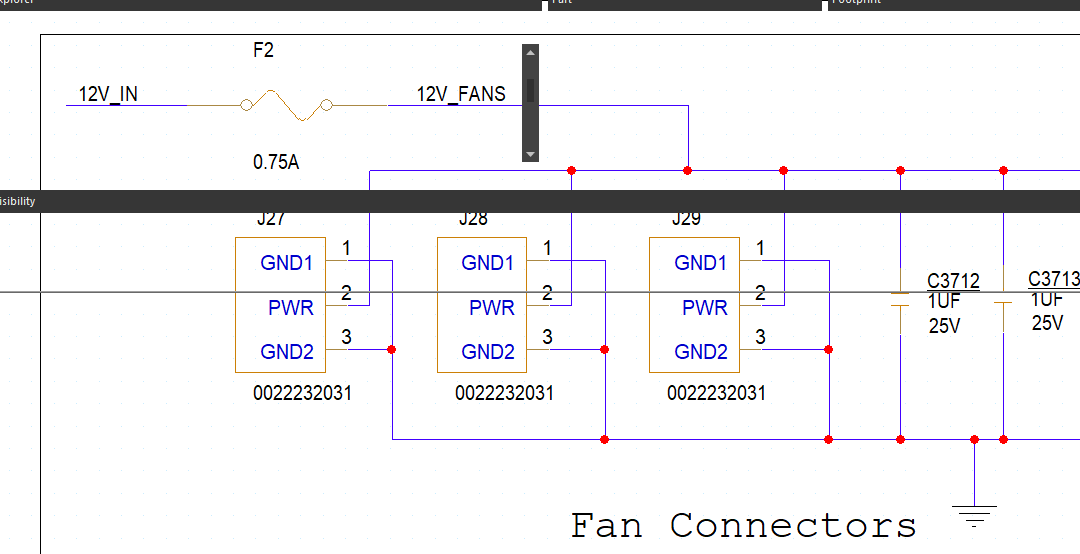 F2
12V_IN
12V_FANS
0.75A
isibility
J27
J28
J29
1
1
1
GND1
GND1
GND1
2
2
2
PWR
PWR
PWR
3
3
3
GND2
GND2
GND2
0022232031
0022232031
0022232031
C3712
1UF
25V
C3713
1UF
25V
Fan Connectors